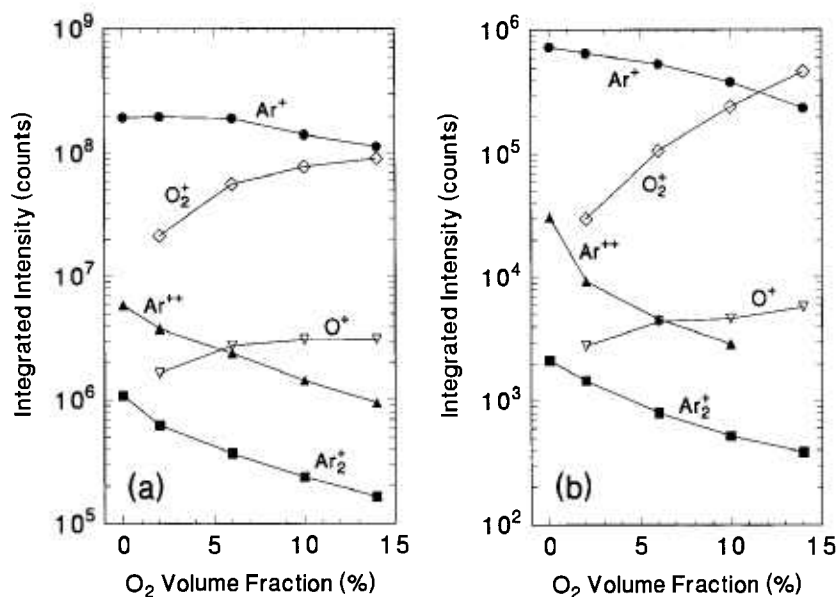 10⁹
10⁸
10⁷
10⁶
10⁵
Integrated Intensity (counts)
Ar⁺
O₂⁺
Ar⁺⁺
O⁺
Ar₂⁺
(a)
0 5 10 15
O₂ Volume Fraction (%)
10⁶
10⁵
10⁴
10³
10²
Integrated Intensity (counts)
Ar⁺
O₂⁺
Ar⁺⁺
O⁺
Ar₂⁺
(b)
0 5 10 15
O₂ Volume Fraction (%)